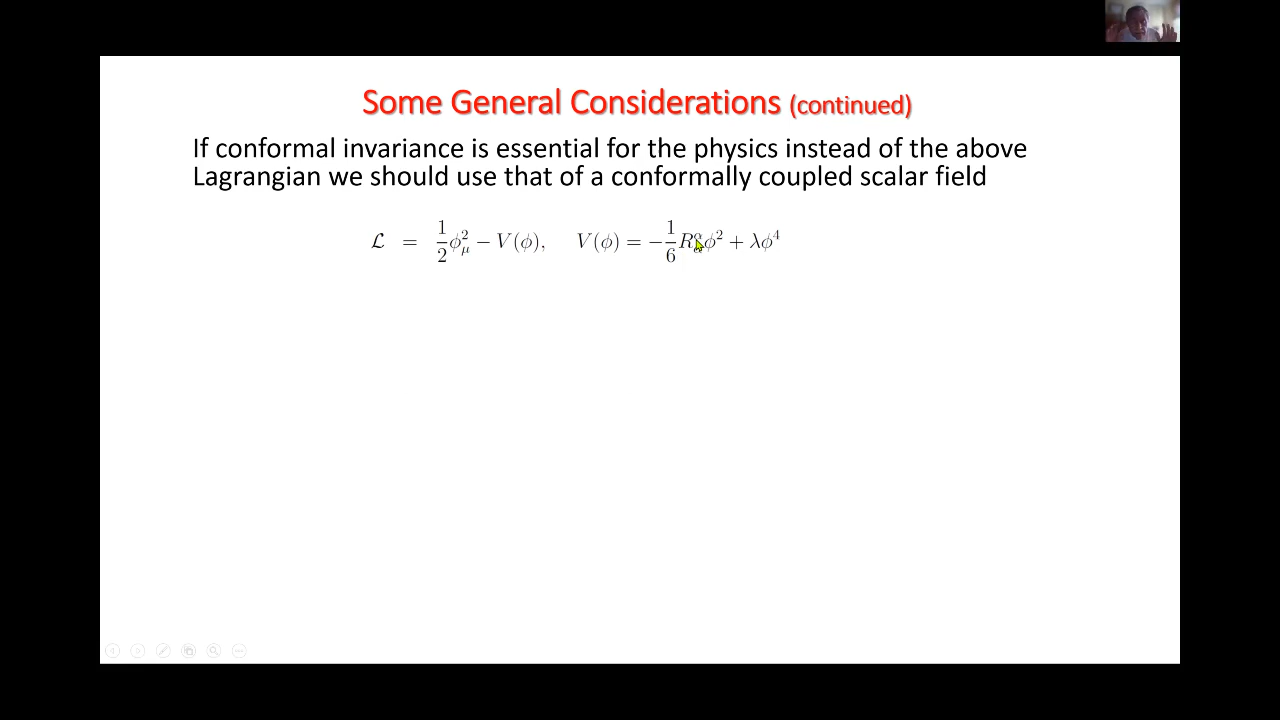 Some General Considerations (continued)
If conformal invariance is essential for the physics instead of the above
Lagrangian we should use that of a conformally coupled scalar field
ℒ = 1/2 ϕ_μ^2 − V(ϕ), V(ϕ) = −1/6 R_α^α ϕ^2 + λϕ^4